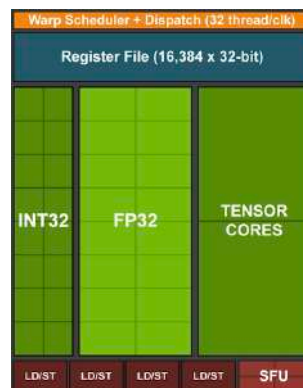 Warp Scheduler + Dispatch (32 thread/clk)
Register File (16,384 x 32-bit)
INT32
FP32
TENSOR
CORES
LD/ST
LD/ST
LD/ST
LD/ST
SFU